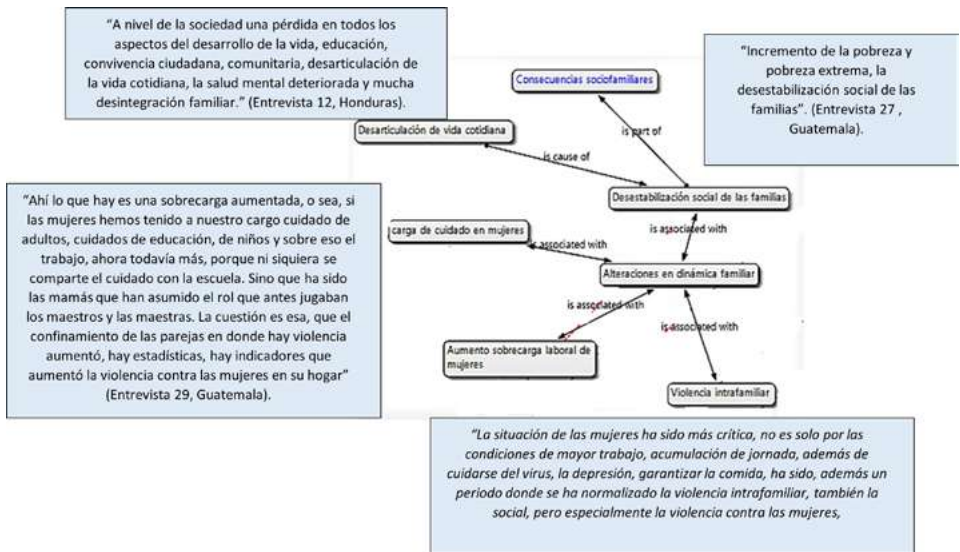 “A nivel de la sociedad una pérdida en todos los
aspectos del desarrollo de la vida, educación,
convivencia ciudadana, comunitaria, desarticulación de
la vida cotidiana, la salud mental deteriorada y mucha
desintegración familiar.” (Entrevista 12, Honduras).
“Incremento de la pobreza y
pobreza extrema, la
desestabilización social de las
familias”. (Entrevista 27 ,
Guatemala).
Consecuencias sociofamiliares
is part of
Desarticulación de vida cotidiana
is cause of
Desestabilización social de las familias
is associated with
“Ahí lo que hay es una sobrecarga aumentada, o sea, si
las mujeres hemos tenido a nuestro cargo cuidado de
adultos, cuidados de educación, de niños y sobre eso el
trabajo, ahora todavía más, porque ni siquiera se
comparte el cuidado con la escuela. Sino que ha sido
las mamás que han asumido el rol que antes jugaban
los maestros y las maestras. La cuestión es esa, que el
confinamiento de las parejas en donde hay violencia
aumentó, hay estadísticas, hay indicadores que
aumentó la violencia contra las mujeres en su hogar”
(Entrevista 29, Guatemala).
carga de cuidado en mujeres
is associated with
Alteraciones en dinámica familiar
is associated with
is associated with
Aumento sobrecarga laboral de
mujeres
Violencia intrafamiliar
“La situación de las mujeres ha sido más crítica, no es solo por las
condiciones de mayor trabajo, acumulación de jornada, además de
cuidarse del virus, la depresión, garantizar la comida, ha sido, además un
periodo donde se ha normalizado la violencia intrafamiliar, también la
social, pero especialmente la violencia contra las mujeres,